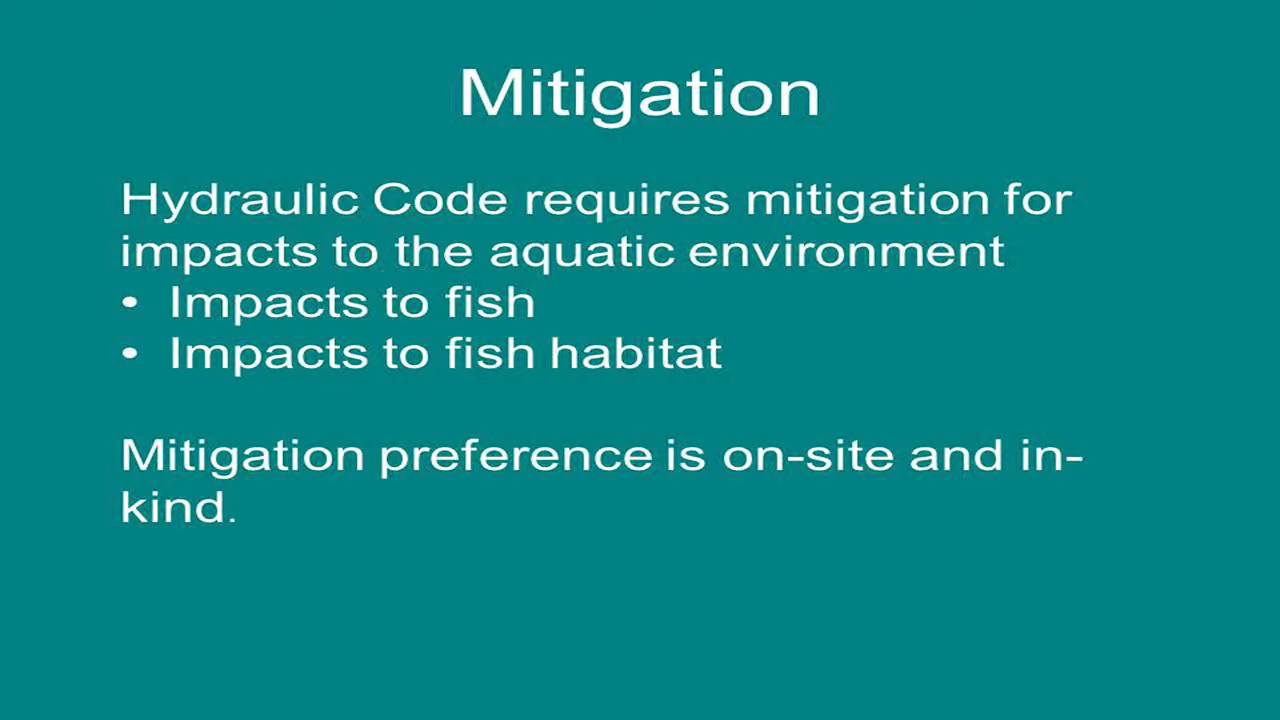 Mitigation
Hydraulic Code requires mitigation for
impacts to the aquatic environment
• Impacts to fish
• Impacts to fish habitat
Mitigation preference is on-site and in-
kind.